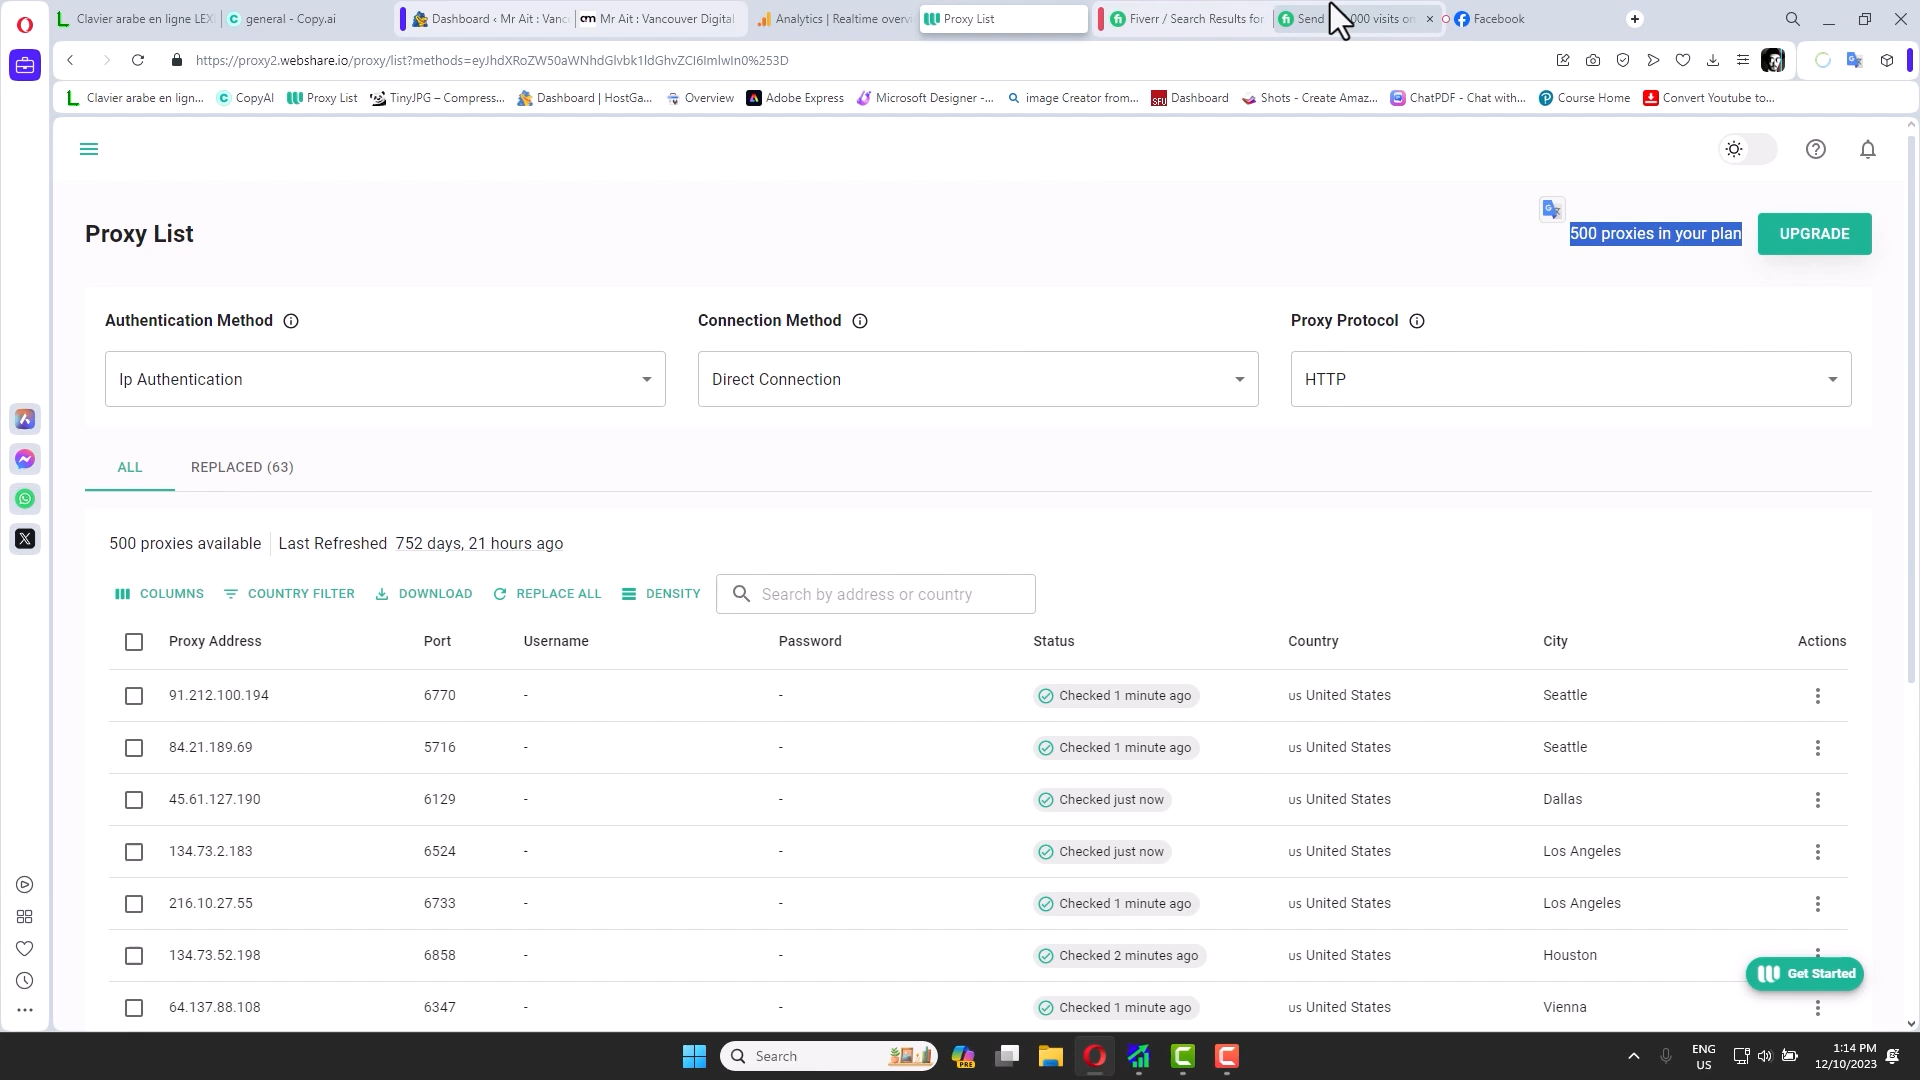 Clavier arabe en ligne LEX
general - Copy.ai
Dashboard ‹ Mr Ait : Vanc
Mr Ait : Vancouver Digital
Analytics | Realtime overvi
Proxy List
Fiverr / Search Results for
Send
000 visits on
Facebook
https://proxy2.webshare.io/proxy/list?methods=eyJhdXRoZW50aWNhdGlvbk1ldGhvZCI6ImlwIn0%253D
Clavier arabe en lign...
CopyAI
Proxy List
TinyJPG – Compress...
Dashboard | HostGa...
Overview
Adobe Express
Microsoft Designer -...
image Creator from...
Dashboard
Shots - Create Amaz...
ChatPDF - Chat with...
Course Home
Convert Youtube to...
Proxy List
500 proxies in your plan
UPGRADE
Authentication Method
Connection Method
Proxy Protocol
Ip Authentication
Direct Connection
HTTP
ALL
REPLACED (63)
500 proxies available
Last Refreshed 752 days, 21 hours ago
COLUMNS
COUNTRY FILTER
DOWNLOAD
REPLACE ALL
DENSITY
Search by address or country
Proxy Address Port Username Password Status Country City Actions
91.212.100.194 6770 - - Checked 1 minute ago us United States Seattle
84.21.189.69 5716 - - Checked 1 minute ago us United States Seattle
45.61.127.190 6129 - - Checked just now us United States Dallas
134.73.2.183 6524 - - Checked just now us United States Los Angeles
216.10.27.55 6733 - - Checked 1 minute ago us United States Los Angeles
134.73.52.198 6858 - - Checked 2 minutes ago us United States Houston
64.137.88.108 6347 - - Checked 1 minute ago us United States Vienna
Get Started
Search
PRE
ENG
US
1:14 PM
12/10/2023